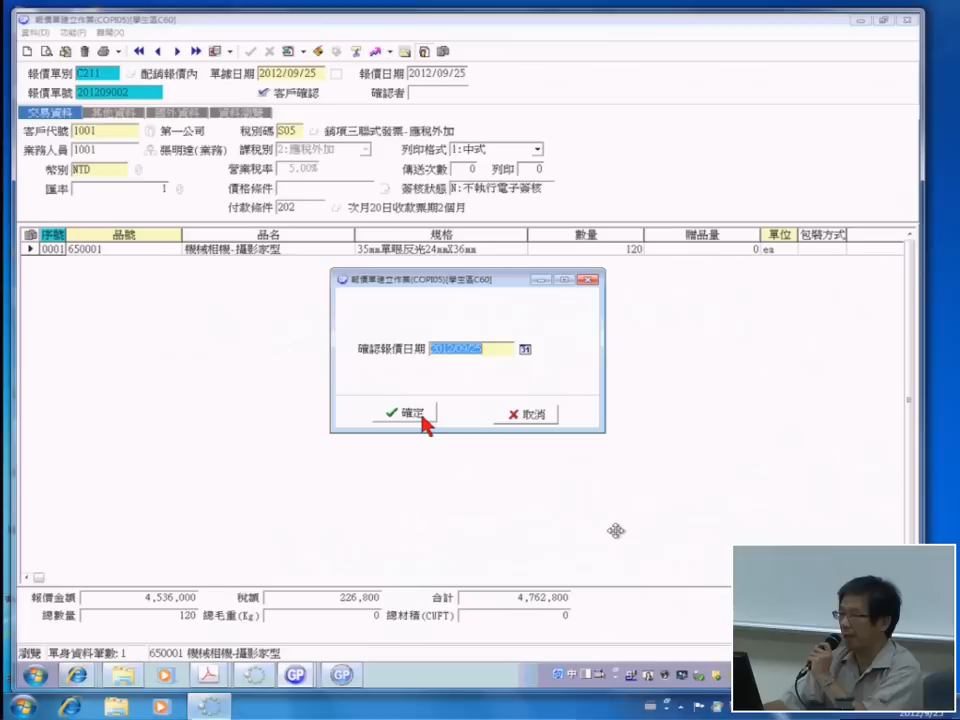 報價單建立作業(COPI05)[學生區C60]
資料(D) 功能(F) 離開(X)
報價單別 C211 配銷報價內 單據日期 2012/09/25 報價日期 2012/09/25
報價單號 201209002 客戶確認 確認者
交易資料 其他資料 國外資料 資料瀏覽
客戶代號 1001 第一公司 稅別碼 S05 銷項三聯式發票-應稅外加
業務人員 1001 張明達(業務) 課稅別 2:應稅外加 列印格式 1:中式
幣別 NTD 營業稅率 5.00% 傳送次數 0 列印 0
匯率 1 價格條件 簽核狀態 N:不執行電子簽核
付款條件 202 次月20日收款票期2個月
序號 品號 品名 規格 數量 贈品量 單位 包裝方式
0001 650001 機械相機-攝影家型 35mm單眼反光24mmX36mm 120 0 ea
報價單建立作業(COPI05)[學生區C60]
確認報價日期 2012/09/25
確定 取消
報價金額 4,536,000 稅額 226,800 合計 4,762,800
總數量 120 總毛重(Kg) 0 總材積(CUFT) 0
瀏覽 單身資料筆數:1 650001 機械相機-攝影家型
中